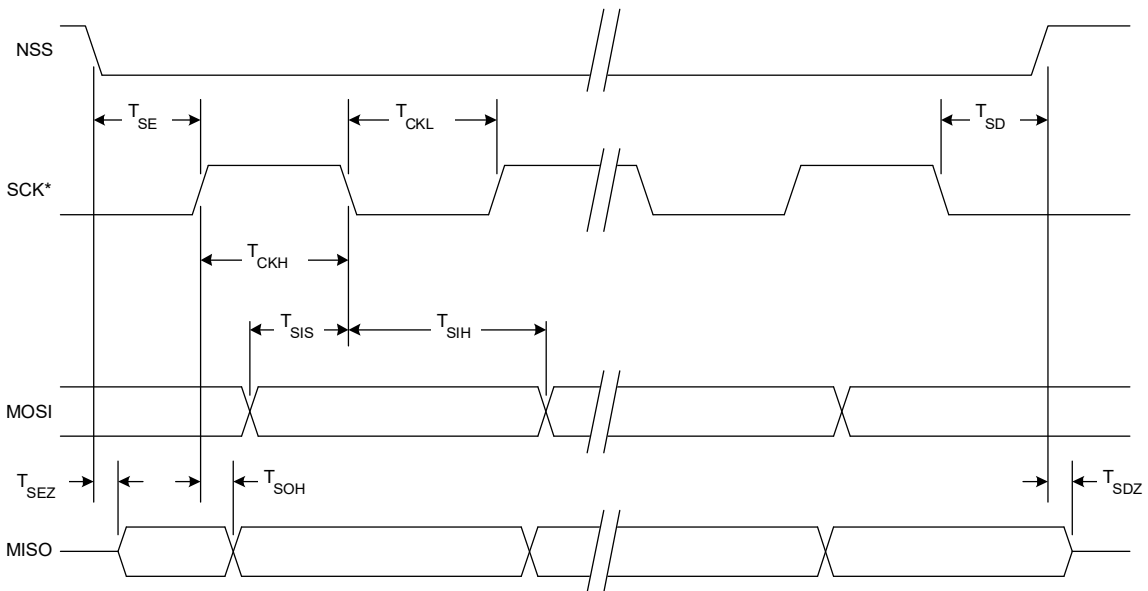 NSS
T_SE
T_CKL
T_SD
SCK*
T_CKH
T_SIS
T_SIH
MOSI
T_SEZ
T_SOH
T_SDZ
MISO